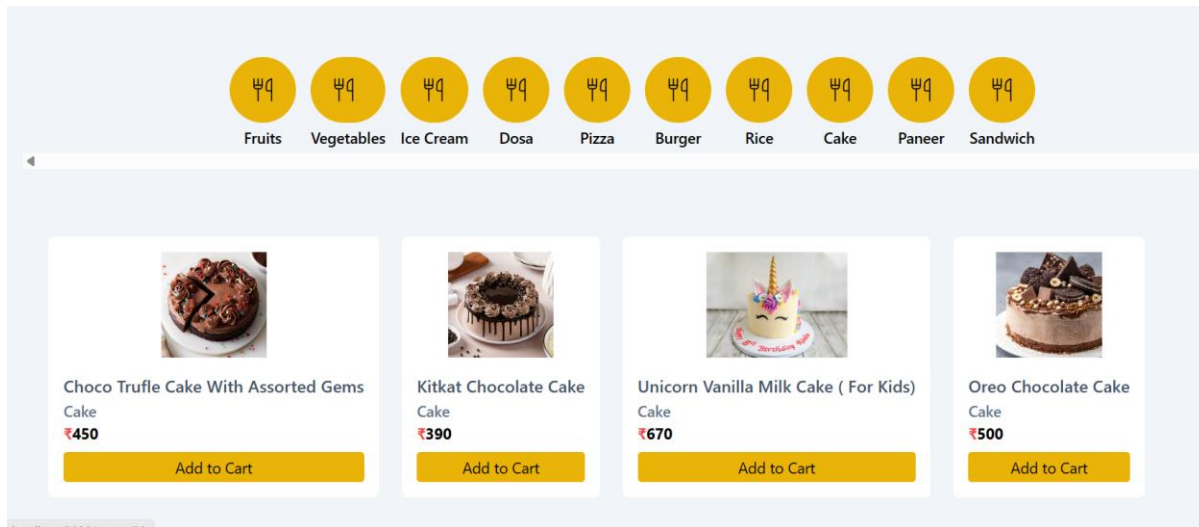 Fruits Vegetables Ice Cream Dosa Pizza Burger Rice Cake Paneer Sandwich
Choco Trufle Cake With Assorted Gems
Cake
₹450
Add to Cart
Kitkat Chocolate Cake
Cake
₹390
Add to Cart
Unicorn Vanilla Milk Cake ( For Kids)
Cake
₹670
Add to Cart
Oreo Chocolate Cake
Cake
₹500
Add to Cart